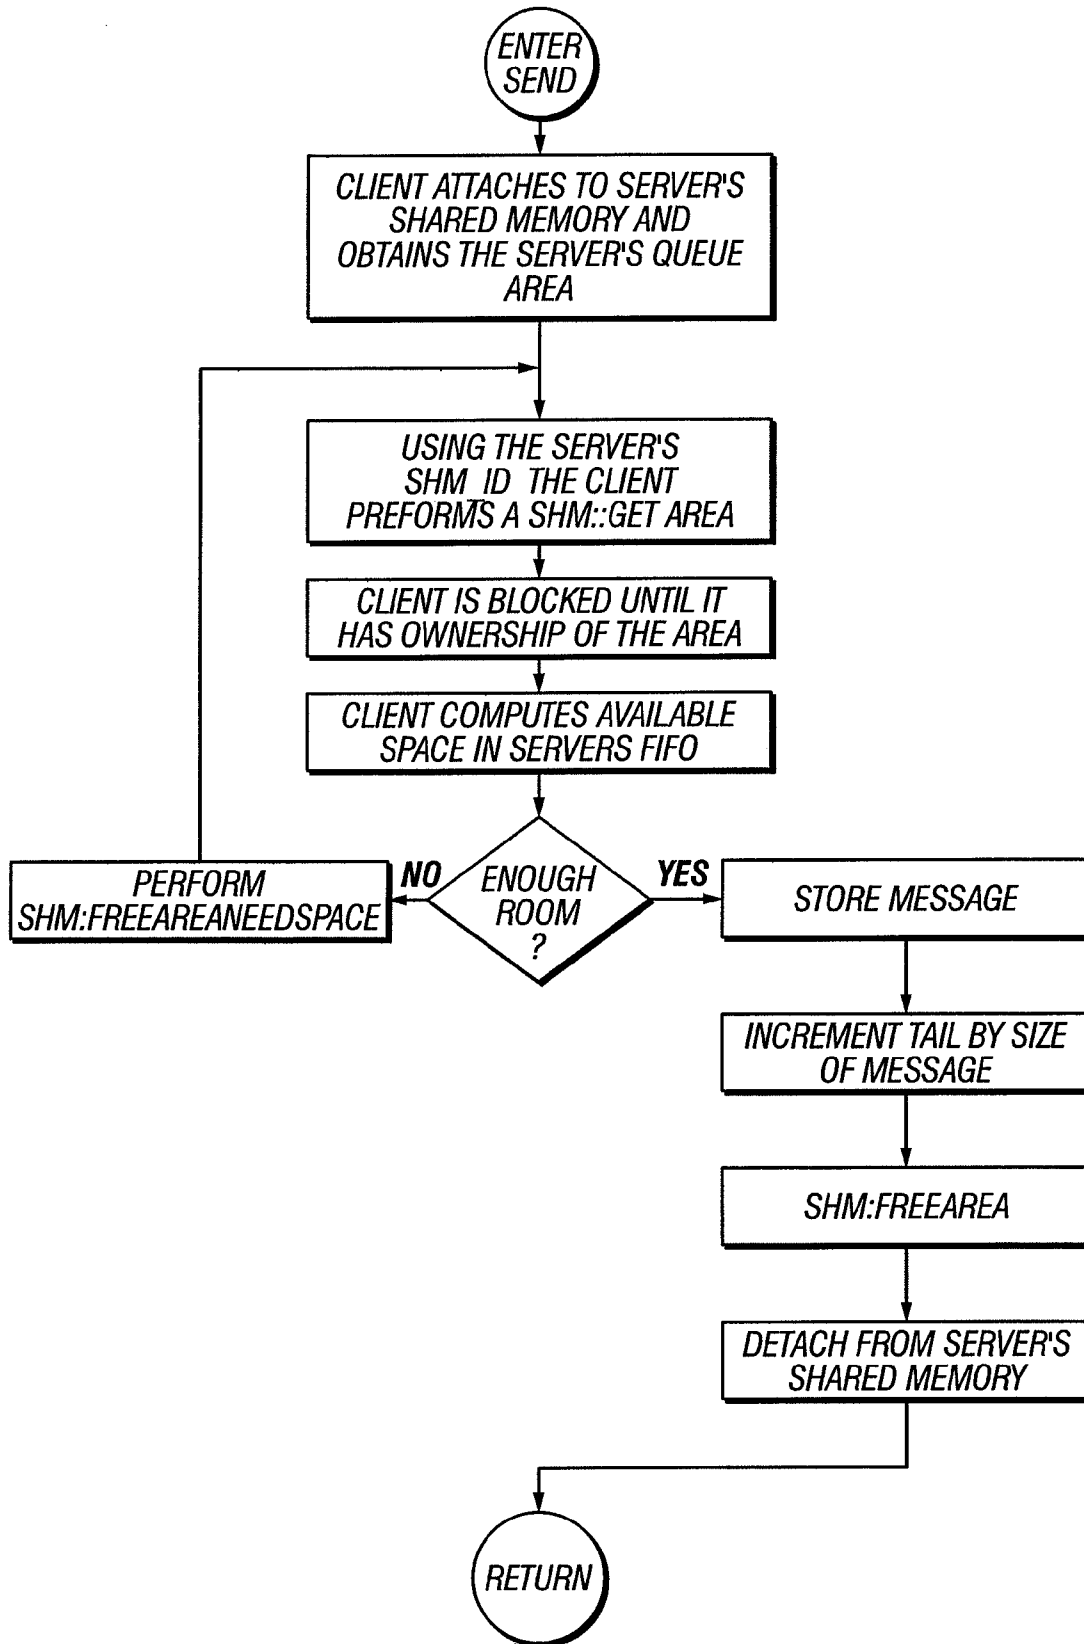 ENTER
SEND
CLIENT ATTACHES TO SERVER'S
SHARED MEMORY AND
OBTAINS THE SERVER'S QUEUE
AREA
USING THE SERVER'S
SHM_ID THE CLIENT
PREFORMS A SHM::GET AREA
CLIENT IS BLOCKED UNTIL IT
HAS OWNERSHIP OF THE AREA
CLIENT COMPUTES AVAILABLE
SPACE IN SERVERS FIFO
ENOUGH
ROOM
?
NO
YES
PERFORM
SHM:FREEAREANEEDSPACE
STORE MESSAGE
INCREMENT TAIL BY SIZE
OF MESSAGE
SHM:FREEAREA
DETACH FROM SERVER'S
SHARED MEMORY
RETURN